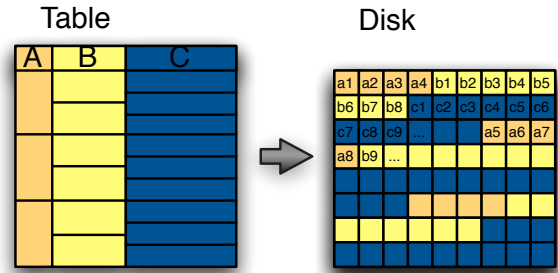 Table
Disk
A B C
a1 a2 a3 a4 b1 b2 b3 b4 b5
b6 b7 b8 c1 c2 c3 c4 c5 c6
c7 c8 c9 ... a5 a6 a7
a8 b9 ...